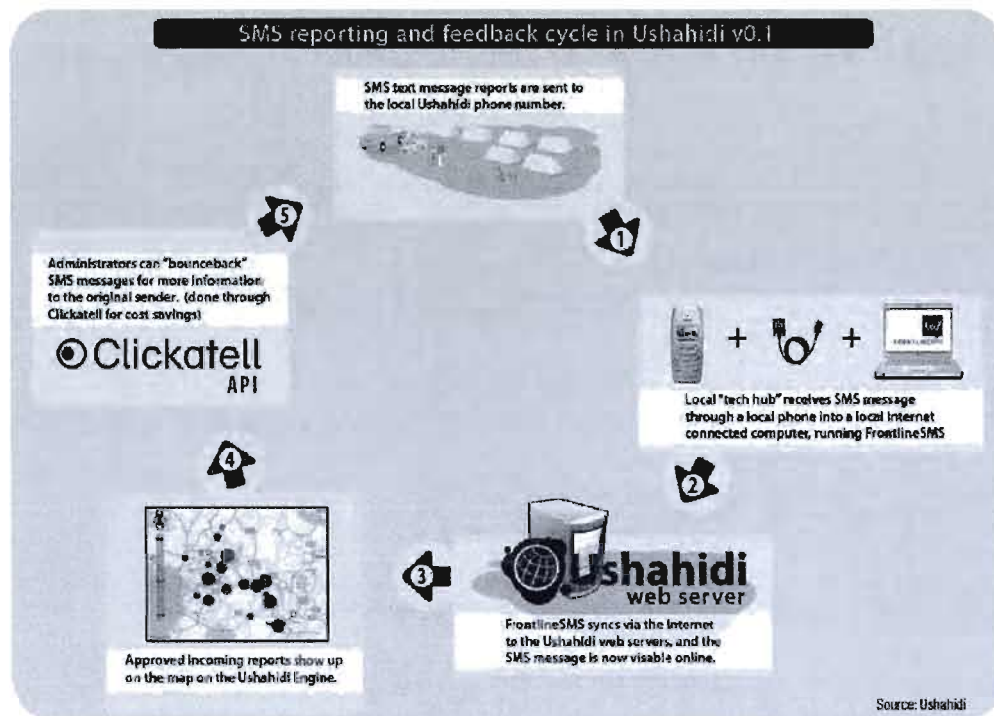 SMS reporting and feedback cycle in Ushahidi v0.1
SMS text message reports are sent to
the local Ushahidi phone number.
1
Local "tech hub" receives SMS message
through a local phone into a local Internet
connected computer, running FrontlineSMS
2
Ushahidi
web server
FrontlineSMS syncs via the Internet
to the Ushahidi web servers, and the
SMS message is now visable online.
3
Approved incoming reports show up
on the map on the Ushahidi Engine.
4
Administrators can "bounceback"
SMS messages for more information
to the original sender. (done through
Clickatell for cost savings)
Clickatell
API
5
Source: Ushahidi